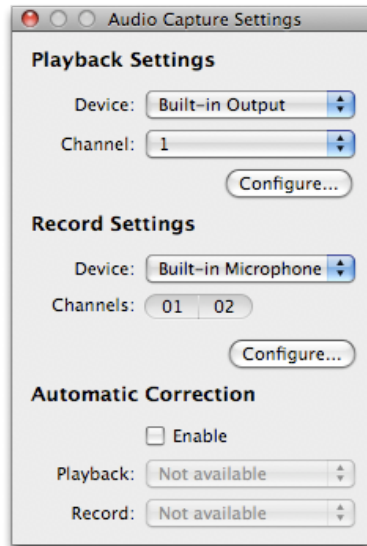 Audio Capture Settings
Playback Settings
Device: Built-in Output
Channel: 1
Configure...
Record Settings
Device: Built-in Microphone
Channels: 01 02
Configure...
Automatic Correction
Enable
Playback: Not available
Record: Not available